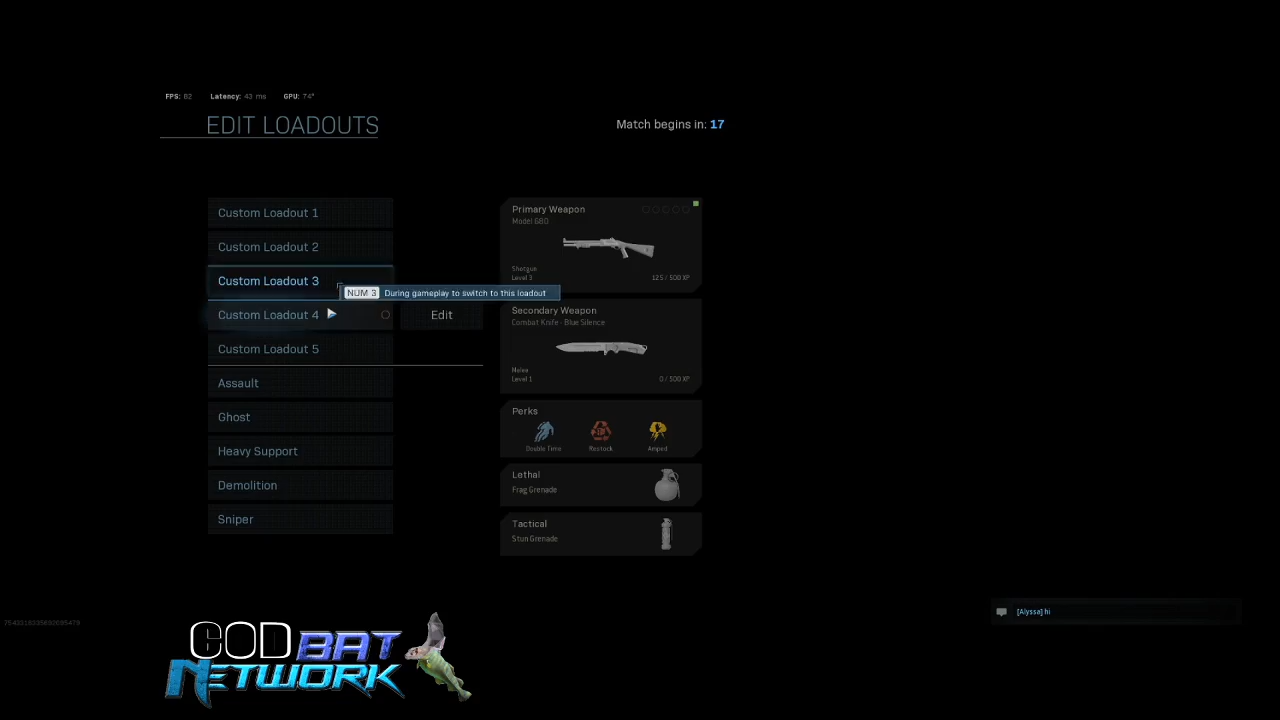 FPS: 82 Latency: 43 ms GPU: 74°
EDIT LOADOUTS
Match begins in: 17
Custom Loadout 1
Custom Loadout 2
Custom Loadout 3
NUM 3 During gameplay to switch to this loadout
Custom Loadout 4
Edit
Custom Loadout 5
Assault
Ghost
Heavy Support
Demolition
Sniper
Primary Weapon
Model 680
Shotgun
Level 3 125 / 500 XP
Secondary Weapon
Combat Knife - Blue Silence
Melee
Level 1 0 / 500 XP
Perks
Double Time Restock Amped
Lethal
Frag Grenade
Tactical
Stun Grenade
[Alyssa] hi
COD BAT
NETWORK